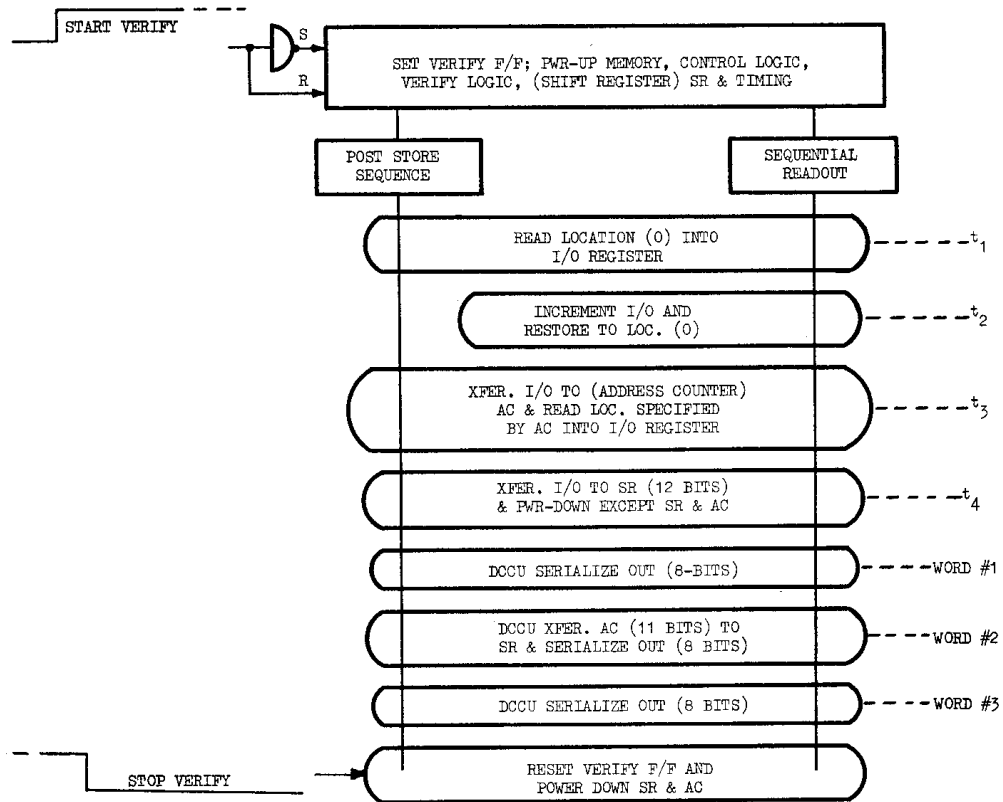 START VERIFY
S
R
SET VERIFY F/F; PWR-UP MEMORY, CONTROL LOGIC,
VERIFY LOGIC, (SHIFT REGISTER) SR & TIMING
POST STORE
SEQUENCE
SEQUENTIAL
READOUT
READ LOCATION (0) INTO
I/O REGISTER
t1
INCREMENT I/O AND
RESTORE TO LOC. (0)
t2
XFER. I/O TO (ADDRESS COUNTER)
AC & READ LOC. SPECIFIED
BY AC INTO I/O REGISTER
t3
XFER. I/O TO SR (12 BITS)
& PWR-DOWN EXCEPT SR & AC
t4
DCCU SERIALIZE OUT (8-BITS)
WORD #1
DCCU XFER. AC (11 BITS) TO
SR & SERIALIZE OUT (8 BITS)
WORD #2
DCCU SERIALIZE OUT (8 BITS)
WORD #3
STOP VERIFY
RESET VERIFY F/F AND
POWER DOWN SR & AC